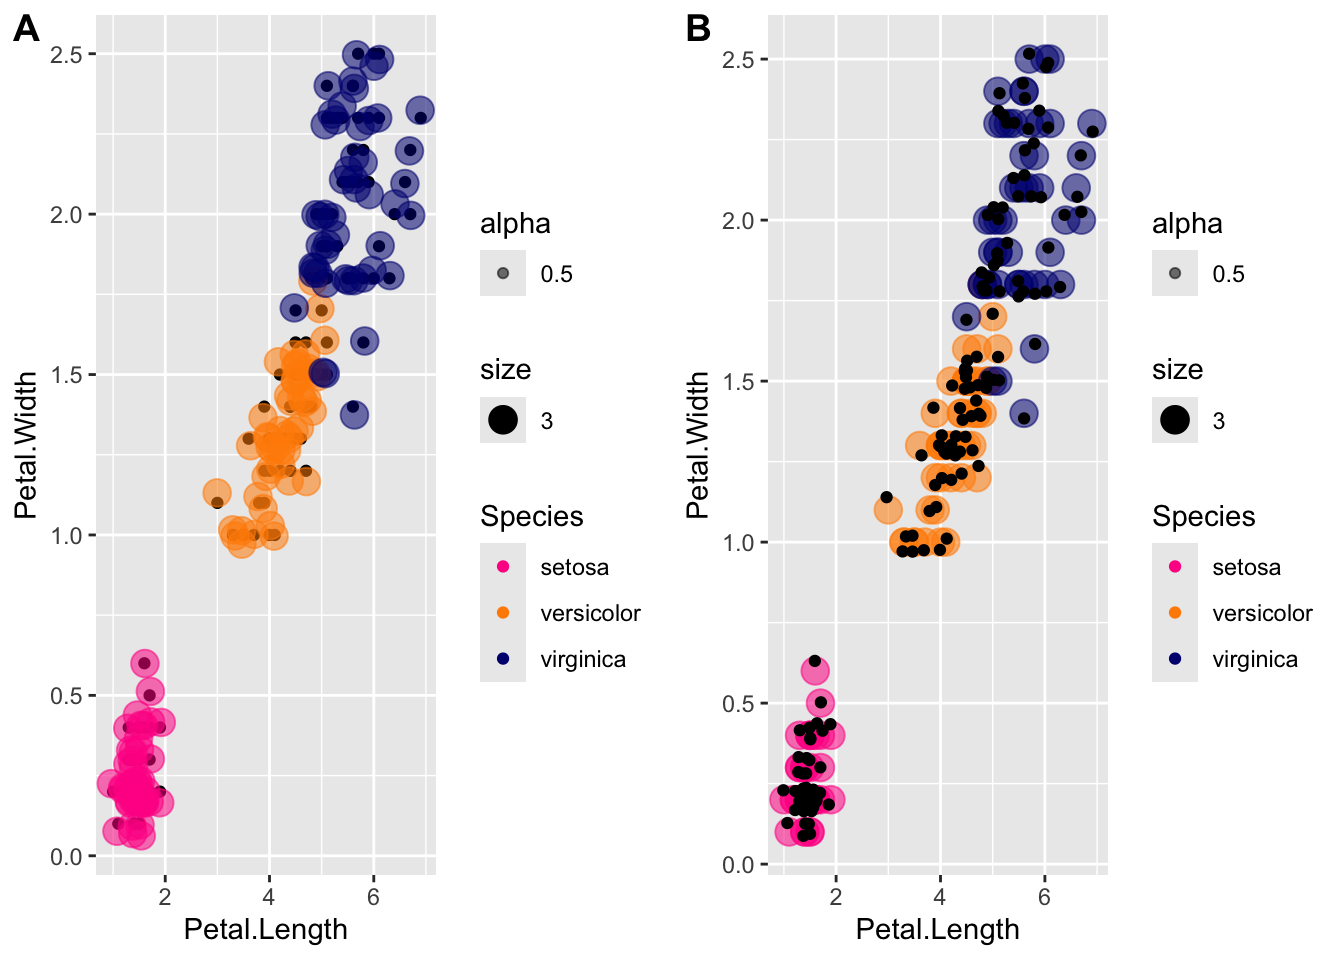 A
Petal.Width
2.5
2.0
1.5
1.0
0.5
0.0
2 4 6
Petal.Length
alpha
0.5
size
3
Species
setosa
versicolor
virginica
B
Petal.Width
2.5
2.0
1.5
1.0
0.5
0.0
2 4 6
Petal.Length
alpha
0.5
size
3
Species
setosa
versicolor
virginica